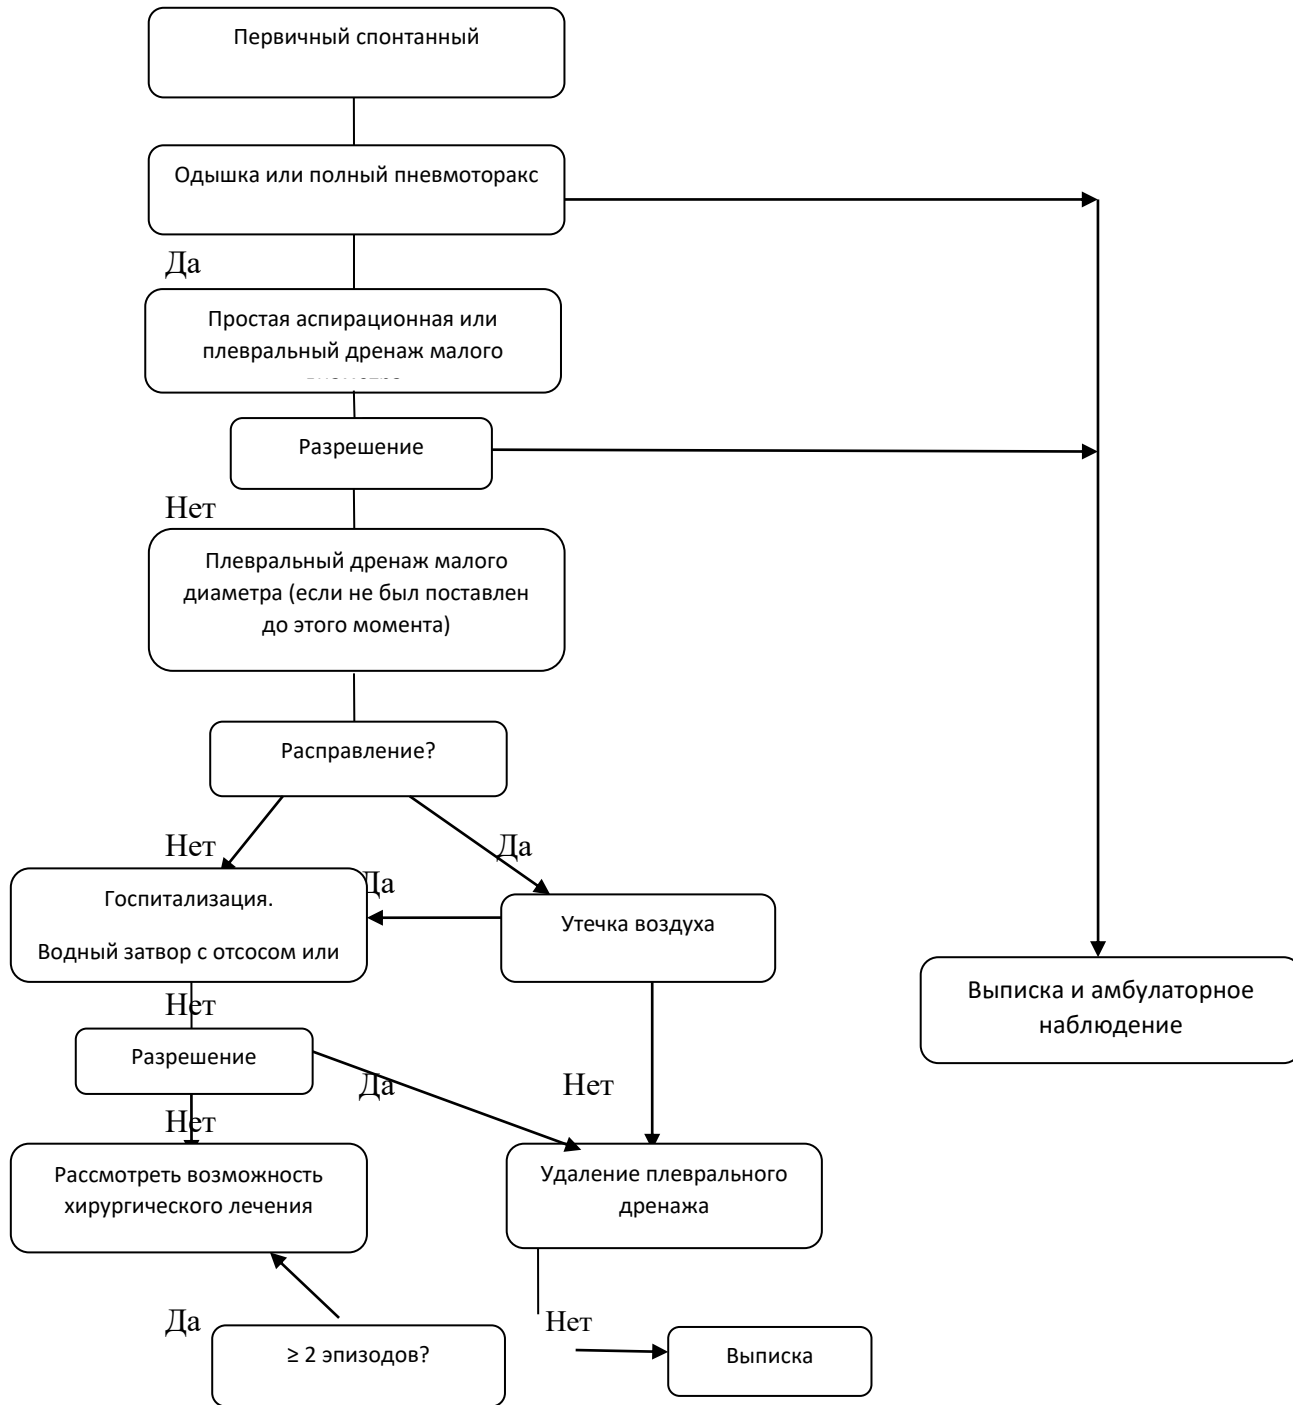 Первичный спонтанный
Одышка или полный пневмоторакс
Да
Простая аспирационная или
плевральный дренаж малого
Разрешение
Нет
Плевральный дренаж малого
диаметра (если не был поставлен
до этого момента)
Расправление?
Нет
Да
Да
Госпитализация.
Водный затвор с отсосом или
Утечка воздуха
Выписка и амбулаторное
наблюдение
Нет
Разрешение
Да
Нет
Нет
Рассмотреть возможность
хирургического лечения
Удаление плеврального
дренажа
Да
Нет
≥ 2 эпизодов?
Выписка